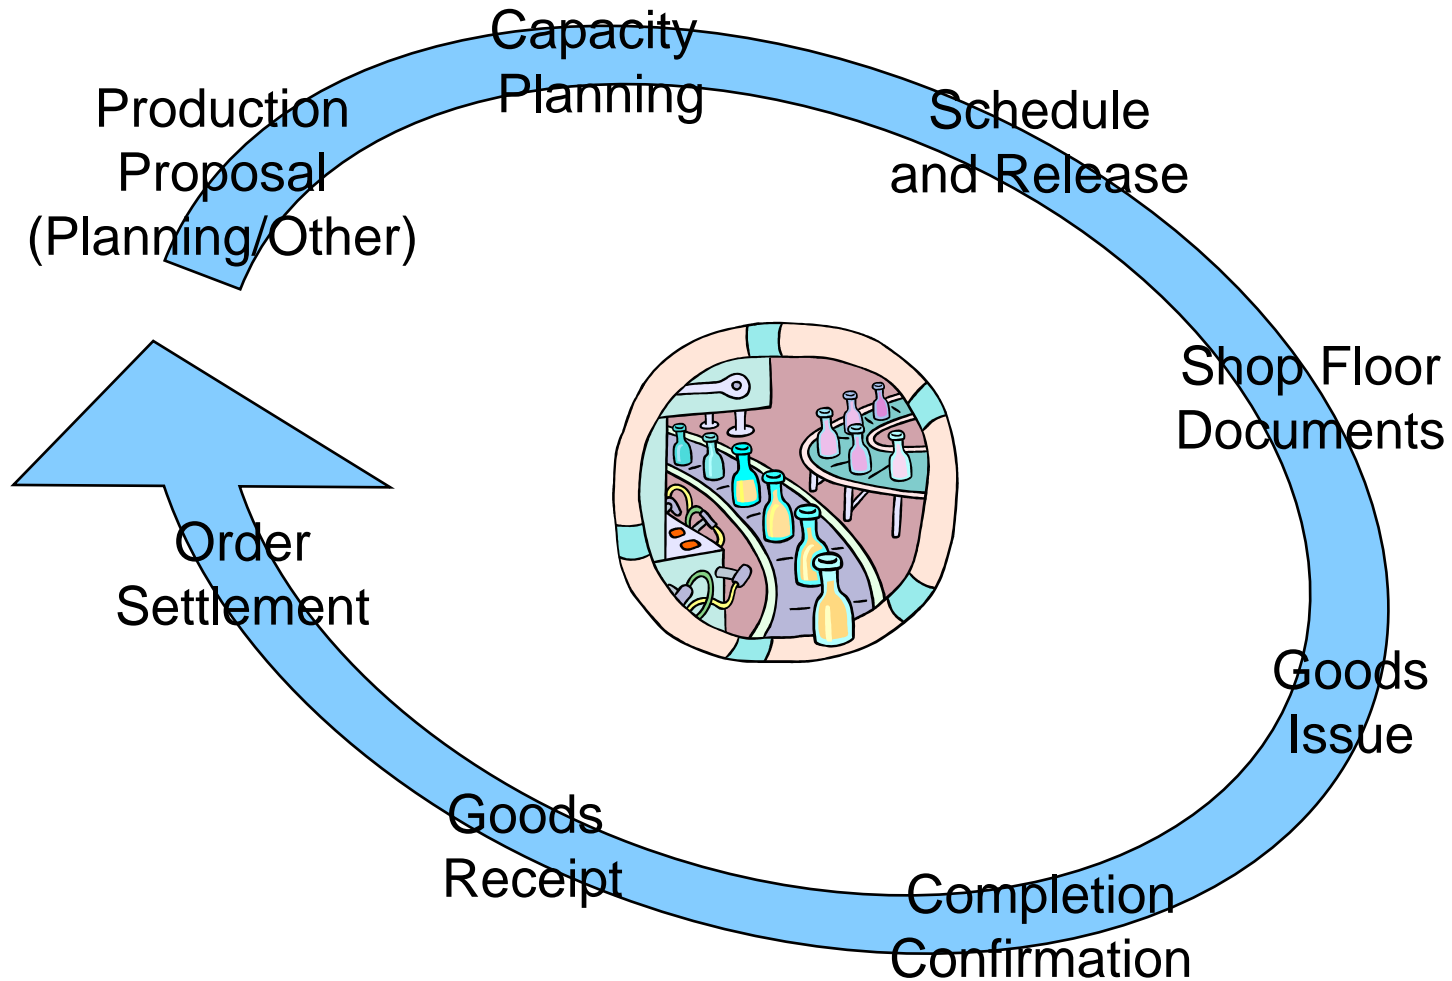 Production
Proposal
(Planning/Other)
Capacity
Planning
Schedule
and Release
Shop Floor
Documents
Goods
Issue
Completion
Confirmation
Goods
Receipt
Order
Settlement